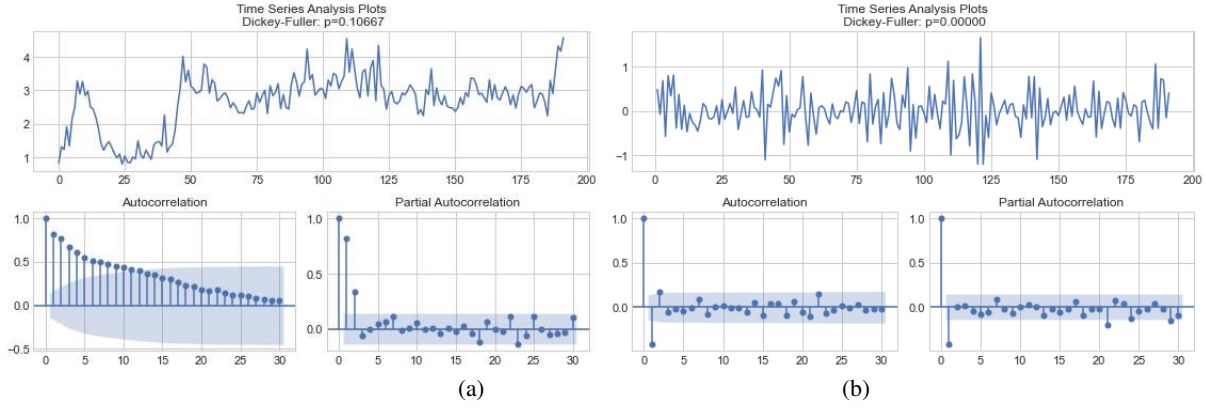 Time Series Analysis Plots
Dickey-Fuller: p=0.10667
4
3
2
1
0 25 50 75 100 125 150 175 200
Autocorrelation
1.0
0.5
0.0
−0.5
0 5 10 15 20 25 30
Partial Autocorrelation
1.0
0.5
0.0
0 5 10 15 20 25 30
(a)
Time Series Analysis Plots
Dickey-Fuller: p=0.00000
1
0
−1
0 25 50 75 100 125 150 175 200
Autocorrelation
1.0
0.5
0.0
0 5 10 15 20 25 30
Partial Autocorrelation
1.0
0.5
0.0
0 5 10 15 20 25 30
(b)